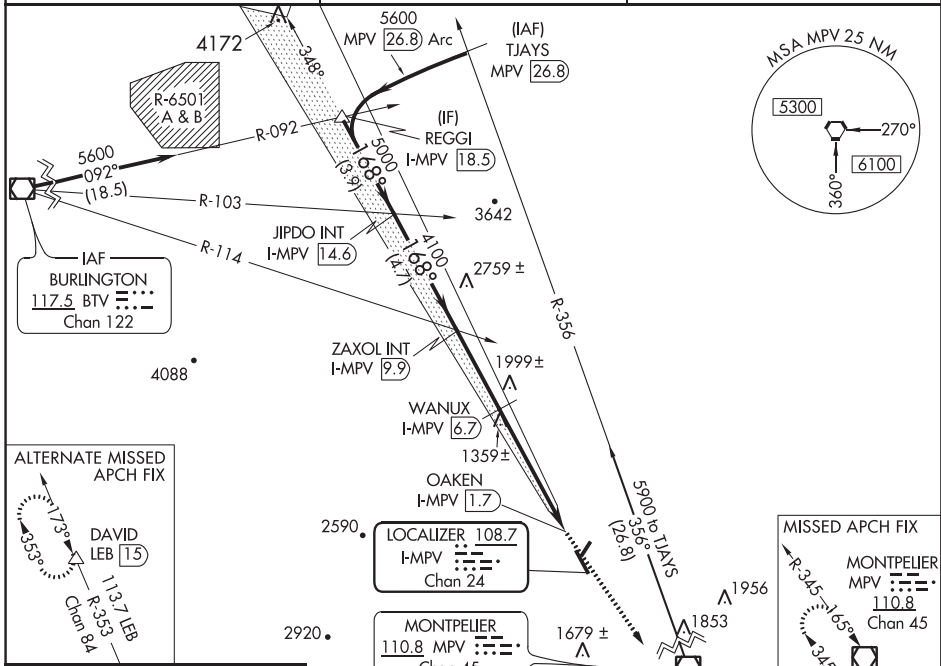 5600
MPV 26.8 Arc
(IAF)
TJAYS
MPV 26.8
MSA MPV 25 NM
5300
270°
6100
360°
4172
348°
R-6501
A & B
R-092
(IF)
REGGI
I-MPV 18.5
5600
092°
(18.5)
5000
168°
(3.9)
R-103
3642
JIPDO INT
I-MPV 14.6
R-114
4100
168°
(4.7)
2759 ±
IAF
BURLINGTON
117.5 BTV
Chan 122
R-356
ZAXOL INT
I-MPV 9.9
1999 ±
4088
WANUX
I-MPV 6.7
1359 ±
ALTERNATE MISSED
APCH FIX
173°
353°
DAVID
LEB 15
113.7 LEB
R-353
Chan 84
OAKEN
I-MPV 1.7
2590
LOCALIZER 108.7
I-MPV
Chan 24
5900 to TJAYS
356°
(26.8)
1956
1853
MISSED APCH FIX
R-345
165°
345°
MONTPELIER
MPV
110.8
Chan 45
2920
MONTPELIER
110.8 MPV
Chan 45
1679 ±